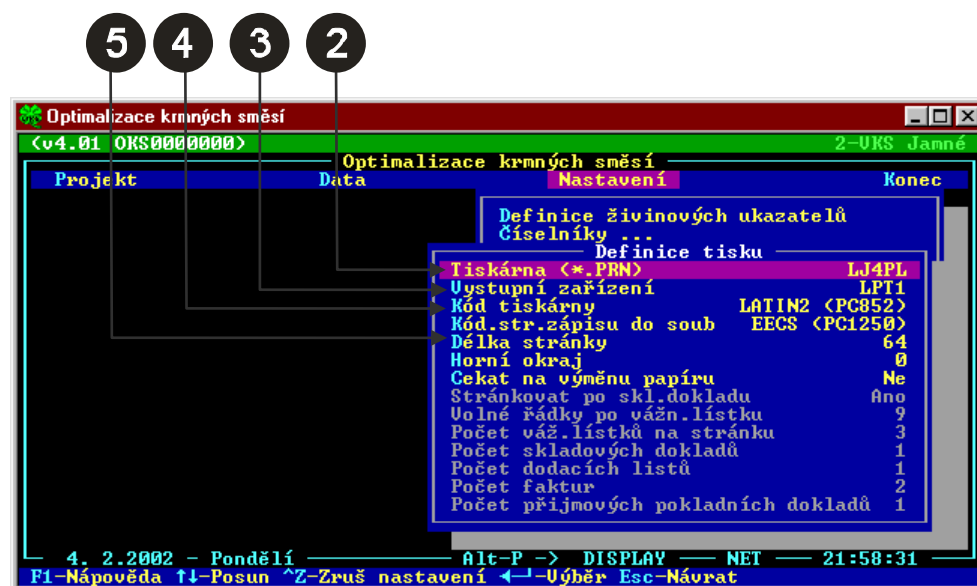 5 4 3 2
Optimalizace krmných směsí
(v4.01 OKS0000000) 2-VKS Jamné
Optimalizace krmných směsí
Projekt Data Nastavení Konec
Definice živinových ukazatelů
Číselníky ...
Definice tisku
Tiskárna (*.PRN) LJ4PL
Vystupní zařízení LPT1
Kód tiskárny LATIN2 (PC852)
Kód.str.zápisu do soub EECS (PC1250)
Délka stránky 64
Horní okraj 0
Cekat na výměnu papíru Ne
Stránkovat po skl.dokladu Ano
Volné řádky po vážn.lístku 9
Počet váž.lístků na stránku 3
Počet skladových dokladů 1
Počet dodacích listů 1
Počet faktur 2
Počet přijmových pokladních dokladů 1
4. 2.2002 - Pondělí Alt-P -> DISPLAY NET 21:58:31
F1-Nápověda ↑↓-Posun ^Z-Zruš nastavení ◄─┘-Výběr Esc-Návrat